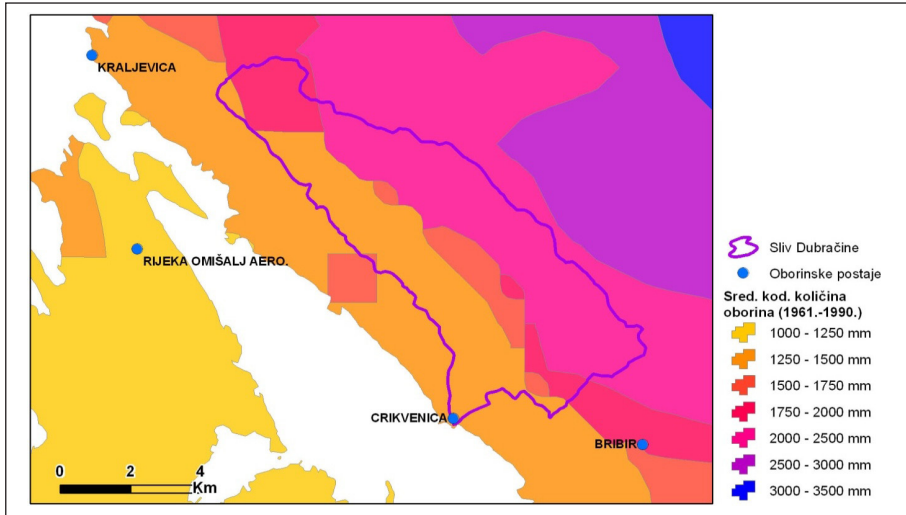 KRALJEVICA
RIJEKA OMIŠALJ AERO.
CRIKVENICA
BRIBIR
0 2 4
Km
Sliv Dubračine
Oborinske postaje
Sred. kod. količina
oborina (1961.-1990.)
1000 - 1250 mm
1250 - 1500 mm
1500 - 1750 mm
1750 - 2000 mm
2000 - 2500 mm
2500 - 3000 mm
3000 - 3500 mm